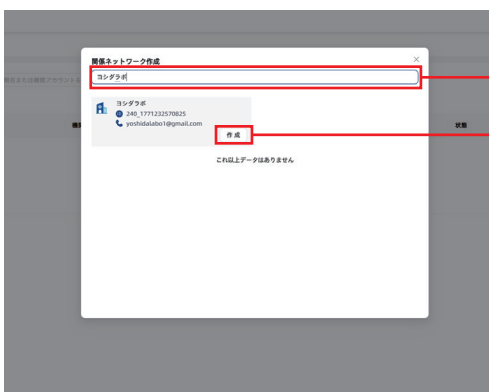 関係ネットワーク作成
ヨシダラボ
ヨシダラボ
240_1771232570825
yoshidalabo1@gmail.com
作成
状態
これ以上データはありません